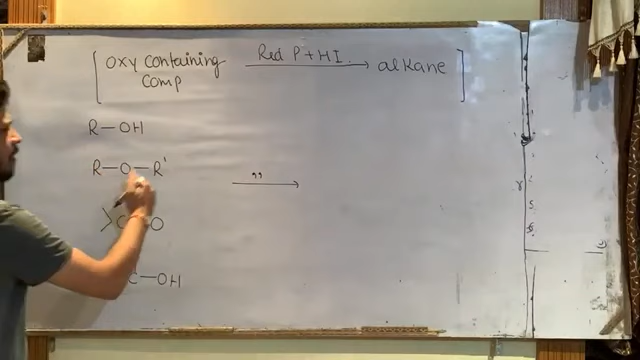 [ oxy containing Comp Red P + HI → alkane ]
R—OH
R—O—R'
,,
>C O
C—OH